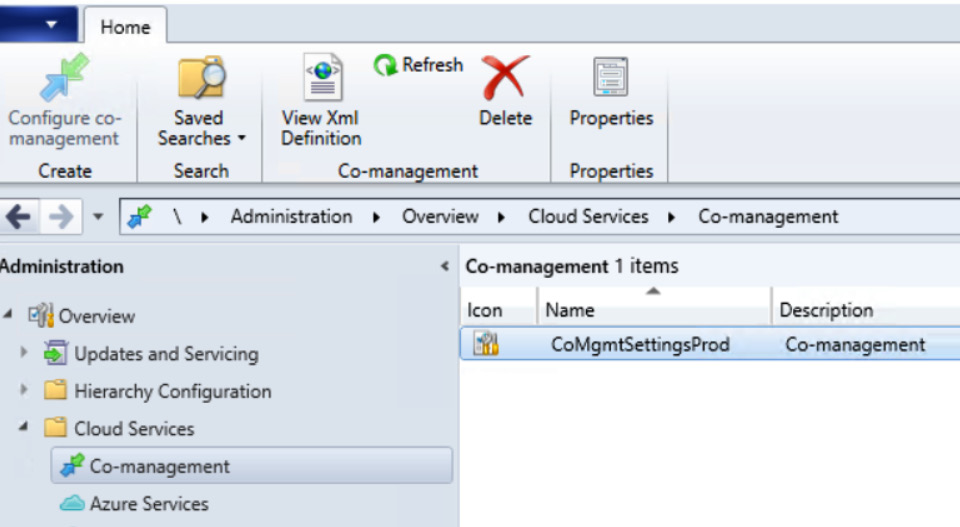 Home
Configure co-
management
Create
Saved
Searches
Search
View Xml
Definition
Refresh
Delete
Co-management
Properties
Properties
\ Administration Overview Cloud Services Co-management
Administration
Overview
Updates and Servicing
Hierarchy Configuration
Cloud Services
Co-management
Azure Services
Co-management 1 items
Icon Name Description
CoMgmtSettingsProd Co-management